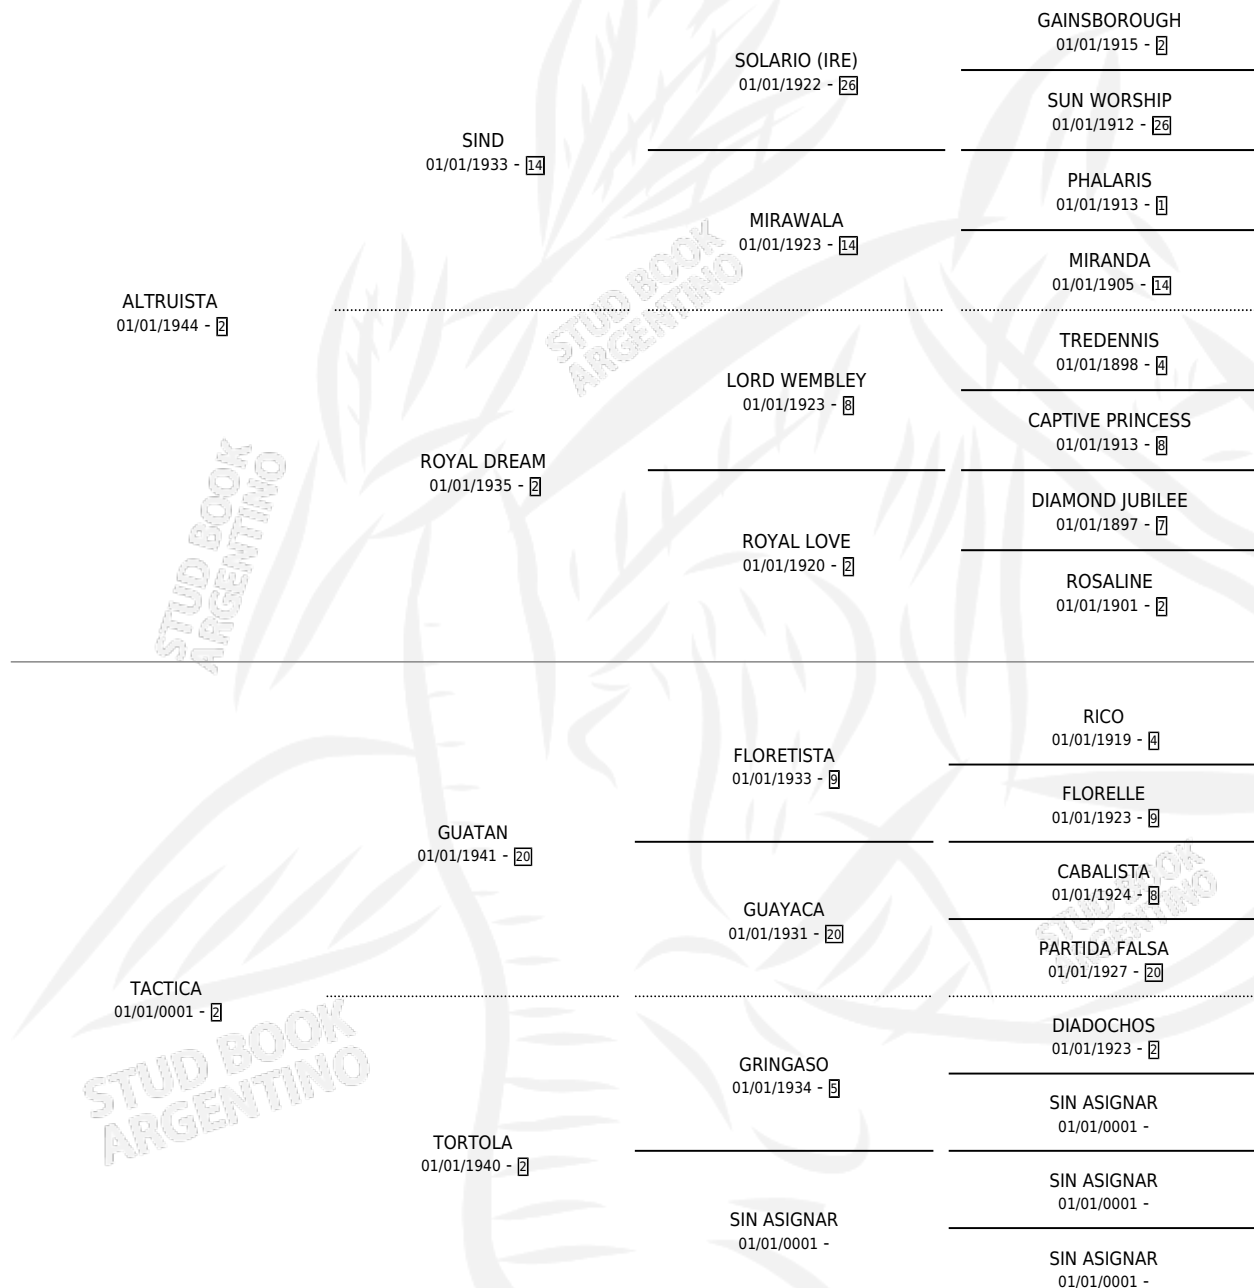 GAINSBOROUGH
01/01/1915 - 2
SOLARIO (IRE)
01/01/1922 - 26
SUN WORSHIP
01/01/1912 - 26
SIND
01/01/1933 - 14
PHALARIS
01/01/1913 - 1
MIRAWALA
01/01/1923 - 14
MIRANDA
01/01/1905 - 14
ALTRUISTA
01/01/1944 - 2
TREDENNIS
01/01/1898 - 4
LORD WEMBLEY
01/01/1923 - 8
CAPTIVE PRINCESS
01/01/1913 - 8
ROYAL DREAM
01/01/1935 - 2
DIAMOND JUBILEE
01/01/1897 - 7
ROYAL LOVE
01/01/1920 - 2
ROSALINE
01/01/1901 - 2
RICO
01/01/1919 - 4
FLORETISTA
01/01/1933 - 9
FLORELLE
01/01/1923 - 9
GUATAN
01/01/1941 - 20
CABALISTA
01/01/1924 - 8
GUAYACA
01/01/1931 - 20
PARTIDA FALSA
01/01/1927 - 20
TACTICA
01/01/0001 - 2
DIADOCHOS
01/01/1923 - 2
GRINGASO
01/01/1934 - 5
SIN ASIGNAR
01/01/0001 -
TORTOLA
01/01/1940 - 2
SIN ASIGNAR
01/01/0001 -
SIN ASIGNAR
01/01/0001 -
SIN ASIGNAR
01/01/0001 -
STUD BOOK
ARGENTINO
STUD BOOK
ARGENTINO
STUD BOOK
ARGENTINO
STUD BOOK
ARGENTINO